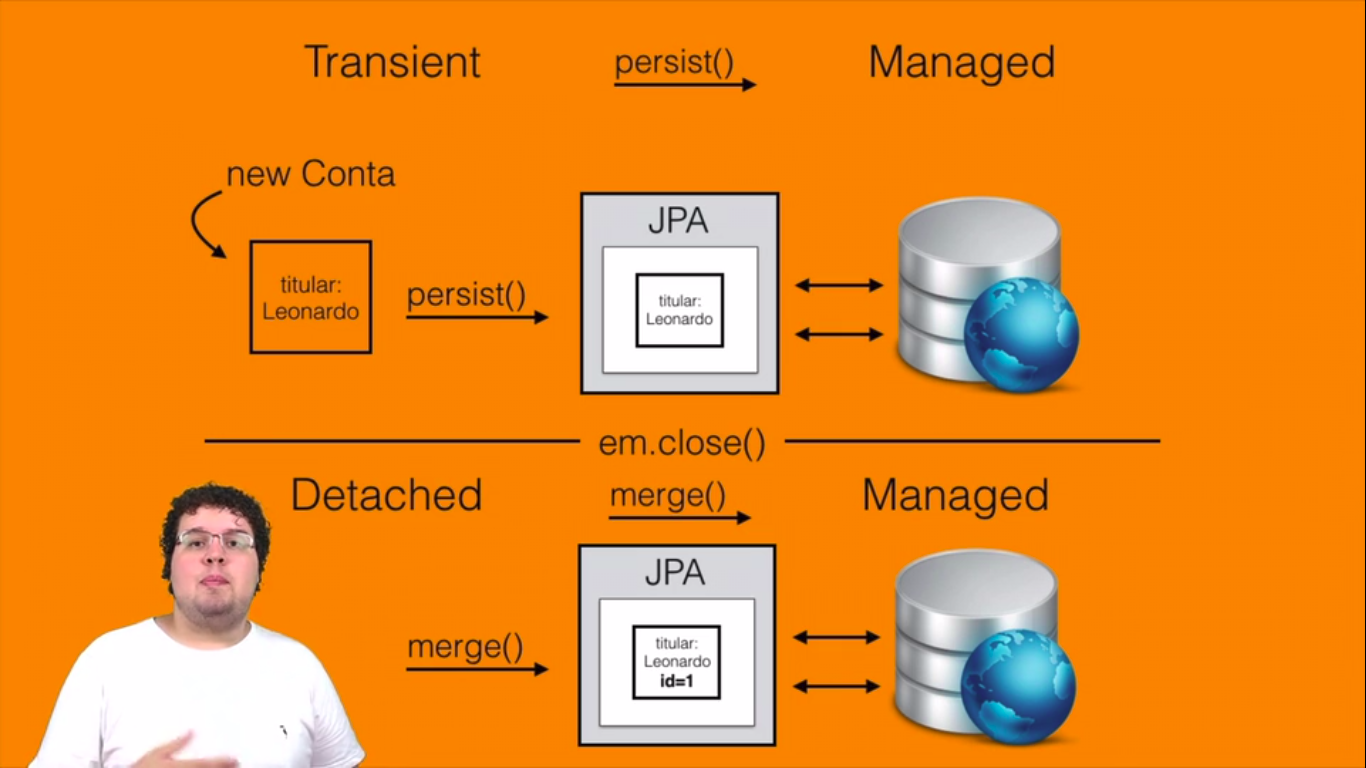 Transient
persist()
Managed
new Conta
titular:
Leonardo
persist()
JPA
titular:
Leonardo
em.close()
Detached
merge()
Managed
merge()
JPA
titular:
Leonardo
id=1